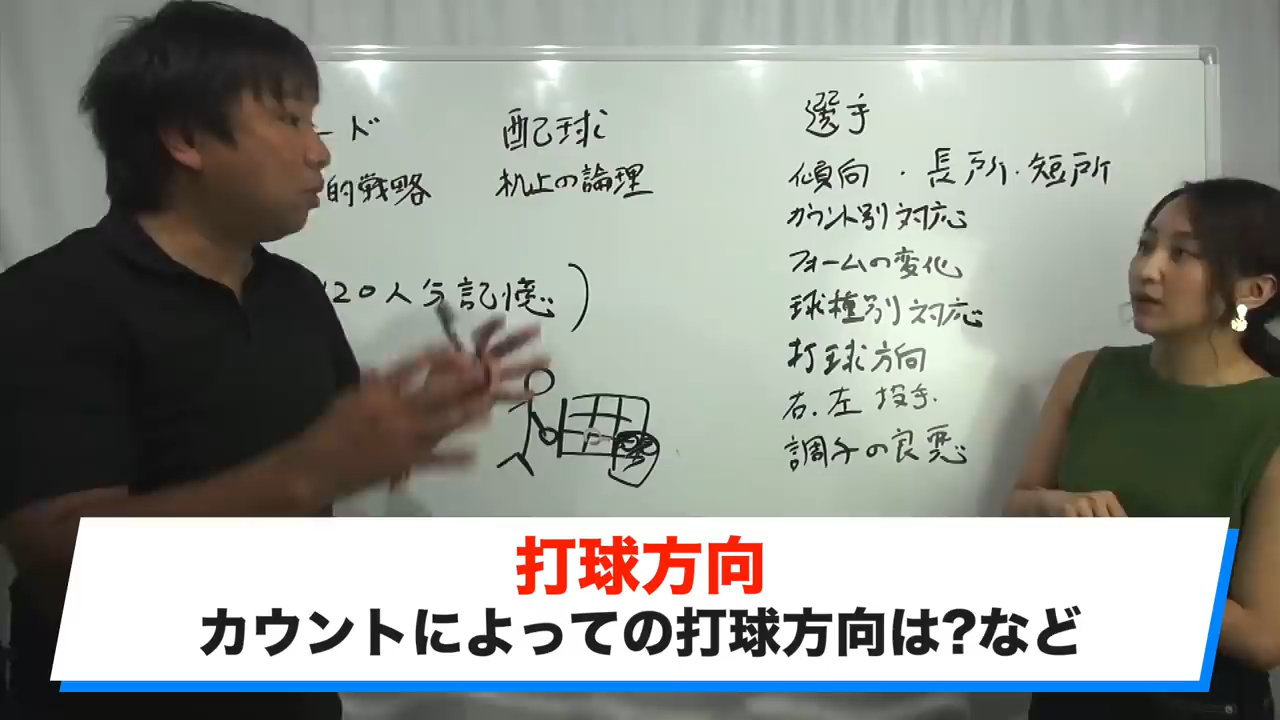 ード
的戦略
20人分記憶)
配球
机上の論理
選手
傾向・長所・短所
カウント別対応
フォームの変化
球種別対応
打球方向
右.左 投手.
調子の良悪
打球方向
カウントによっての打球方向は?など